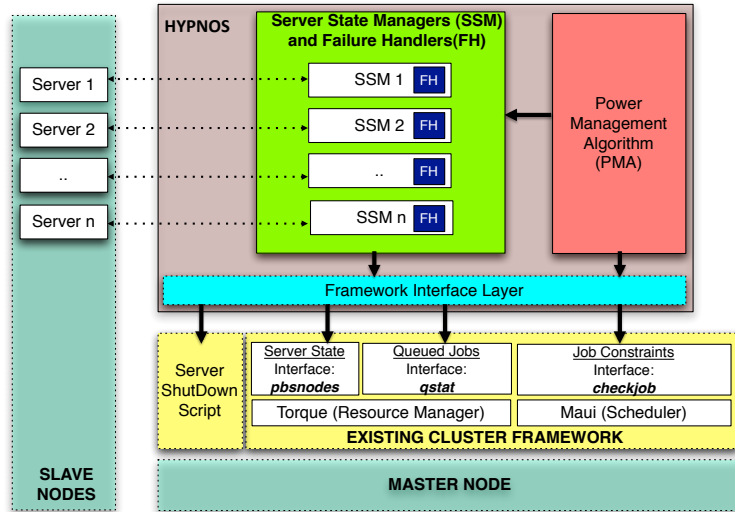 HYPNOS
Server State Managers (SSM)
and Failure Handlers(FH)
Server 1
SSM 1
FH
Server 2
SSM 2
FH
..
..
FH
Server n
SSM n
FH
Power
Management
Algorithm
(PMA)
Framework Interface Layer
Server
ShutDown
Script
Server State
Interface:
pbsnodes
Queued Jobs
Interface:
qstat
Job Constraints
Interface:
checkjob
Torque (Resource Manager)
Maui (Scheduler)
EXISTING CLUSTER FRAMEWORK
SLAVE
NODES
MASTER NODE